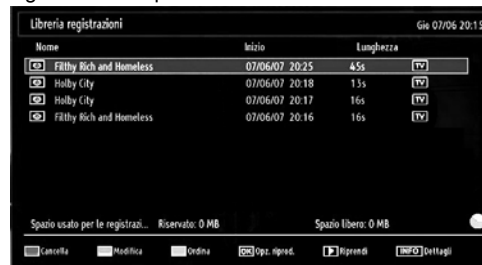 Libreria registrazioni Gio 07/06 20:15
Nome Inizio Lunghezza
Filthy Rich and Homeless 07/06/07 20:25 45s TV
Holby City 07/06/07 20:18 13s TV
Holby City 07/06/07 20:17 16s TV
Filthy Rich and Homeless 07/06/07 20:16 16s TV
Spazio usato per le registrazi... Riservato: 0 MB Spazio libero: 0 MB
Cancella Modifica Ordina OK Opz. riprod. Riprendi INFO Dettagli